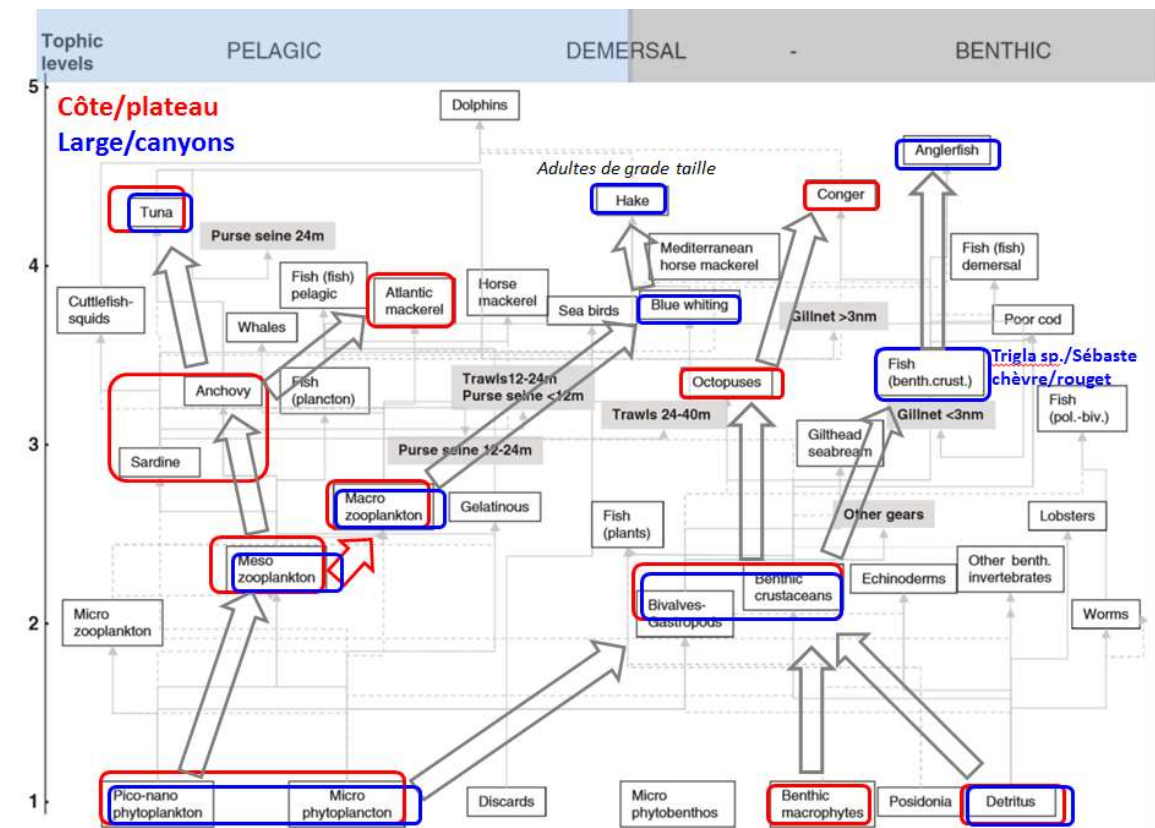 Tophic
levels
PELAGIC
DEMERSAL
-
BENTHIC
5
Côte/plateau
Large/canyons
Dolphins
Adultes de grade taille
Anglerfish
Tuna
Hake
Conger
Purse seine 24m
Mediterranean
horse mackerel
Fish (fish)
demersal
4
Fish (fish)
pelagic
Atlantic
mackerel
Horse
mackerel
Cuttlefish-
squids
Sea birds
Blue whiting
Gillnet >3nm
Poor cod
Whales
Anchovy
Fish
(plancton)
Trawls12-24m
Purse seine <12m
Octopuses
Fish
(benth.crust.)
Trigla sp./Sébaste
chèvre/rouget
Fish
(pol.-biv.)
Trawls 24-40m
Gillnet <3nm
3
Sardine
Purse seine 12-24m
Gilthead
seabream
Macro
zooplankton
Gelatinous
Fish
(plants)
Other gears
Lobsters
Meso
zooplankton
Benthic
crustaceans
Echinoderms
Other benth.
invertebrates
2
Micro
zooplankton
Bivalves-
Gastropods
Worms
1
Pico-nano
phytoplankton
Micro
phytoplancton
Discards
Micro
phytobenthos
Benthic
macrophytes
Posidonia
Detritus